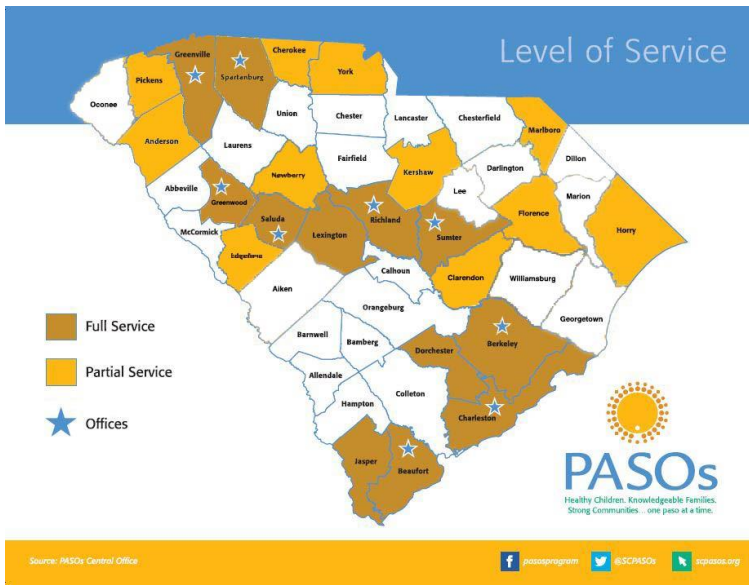 Level of Service
Greenville
Spartanburg
Cherokee
York
Pickens
Oconee
Union
Chester
Lancaster
Chesterfield
Marlboro
Anderson
Laurens
Dillon
Fairfield
Kershaw
Darlington
Newberry
Abbeville
Lee
Marion
Greenwood
Richland
Florence
Saluda
McCormick
Lexington
Sumter
Horry
Edgefield
Calhoun
Clarendon
Williamsburg
Aiken
Orangeburg
Georgetown
Full Service
Barnwell
Bamberg
Berkeley
Dorchester
Partial Service
Allendale
Colleton
Hampton
Charleston
Offices
Jasper
Beaufort
PASOs
Healthy Children. Knowledgeable Families.
Strong Communities... one paso at a time.
Source: PASOs Central Office
f pasosprogram
@SCPASOs
scpasos.org